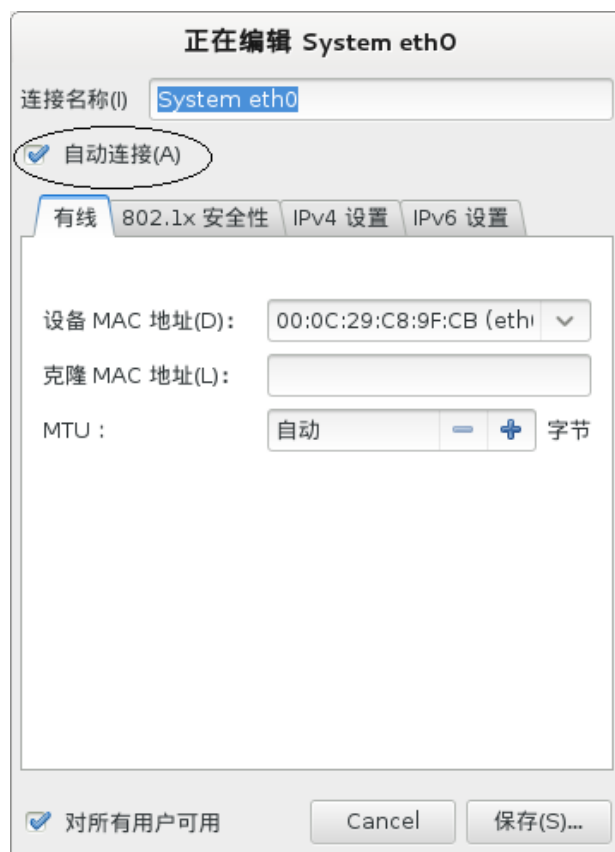 正在编辑 System eth0
连接名称(I) System eth0
自动连接(A)
有线 802.1x 安全性 IPv4 设置 IPv6 设置
设备 MAC 地址(D)： 00:0C:29:C8:9F:CB (eth
克隆 MAC 地址(L)：
MTU： 自动 字节
对所有用户可用 Cancel 保存(S)...